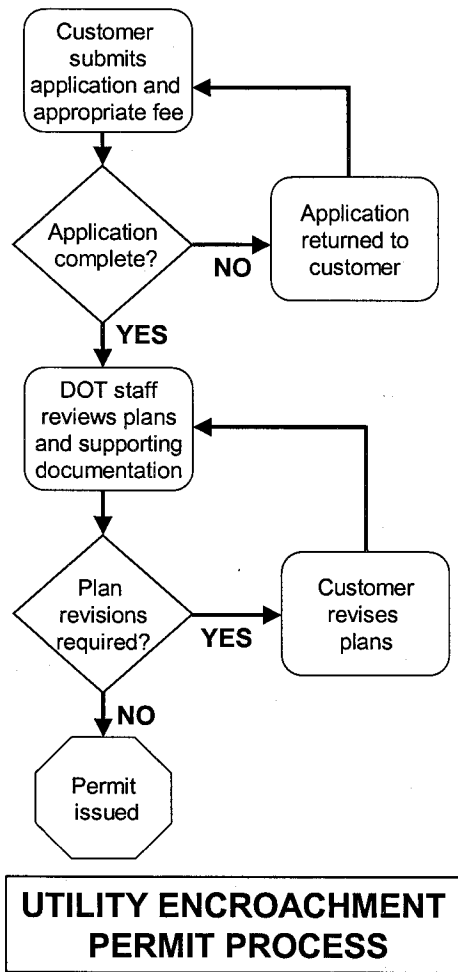 Customer
submits
application and
appropriate fee
Application
complete?
NO
Application
returned to
customer
YES
DOT staff
reviews plans
and supporting
documentation
Plan
revisions
required?
YES
Customer
revises
plans
NO
Permit
issued
UTILITY ENCROACHMENT
PERMIT PROCESS